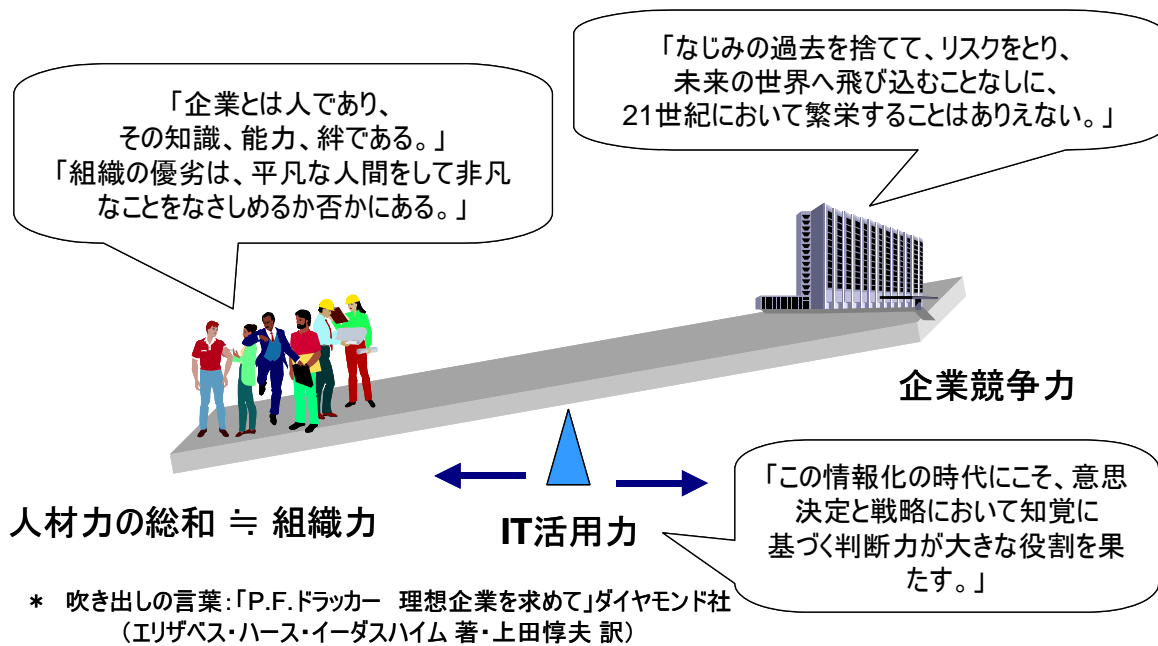 「企業とは人であり、
その知識、能力、絆である。」
「組織の優劣は、平凡な人間をして非凡
なことをなさしめるか否かにある。」
「なじみの過去を捨てて、リスクをとり、
未来の世界へ飛び込むことなしに、
21世紀において繁栄することはありえない。」
企業競争力
人材力の総和 ≒ 組織力
IT活用力
「この情報化の時代にこそ、意思
決定と戦略において知覚に
基づく判断力が大きな役割を果
たす。」
* 吹き出しの言葉：「P.F.ドラッカー 理想企業を求めて」ダイヤモンド社
（エリザベス・ハース・イーダスハイム 著・上田惇夫 訳）